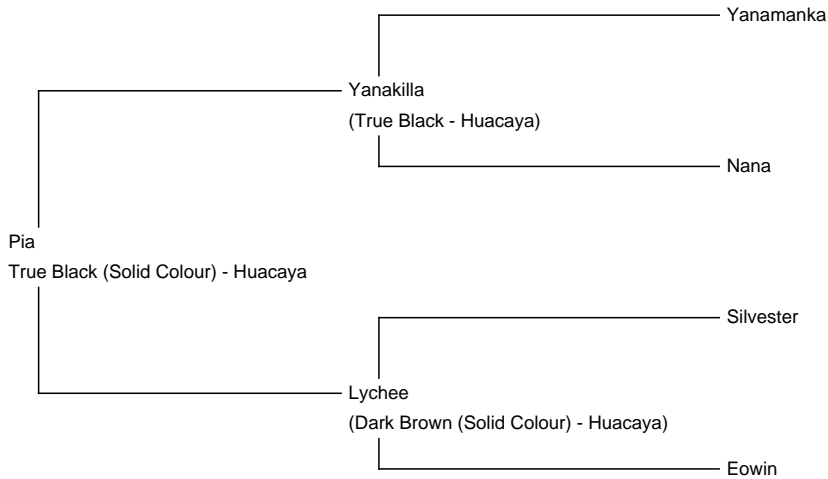 Yanamanka
Yanakilla
(True Black - Huacaya)
Nana
Pia
True Black (Solid Colour) - Huacaya
Silvester
Lychee
(Dark Brown (Solid Colour) - Huacaya)
Eowin